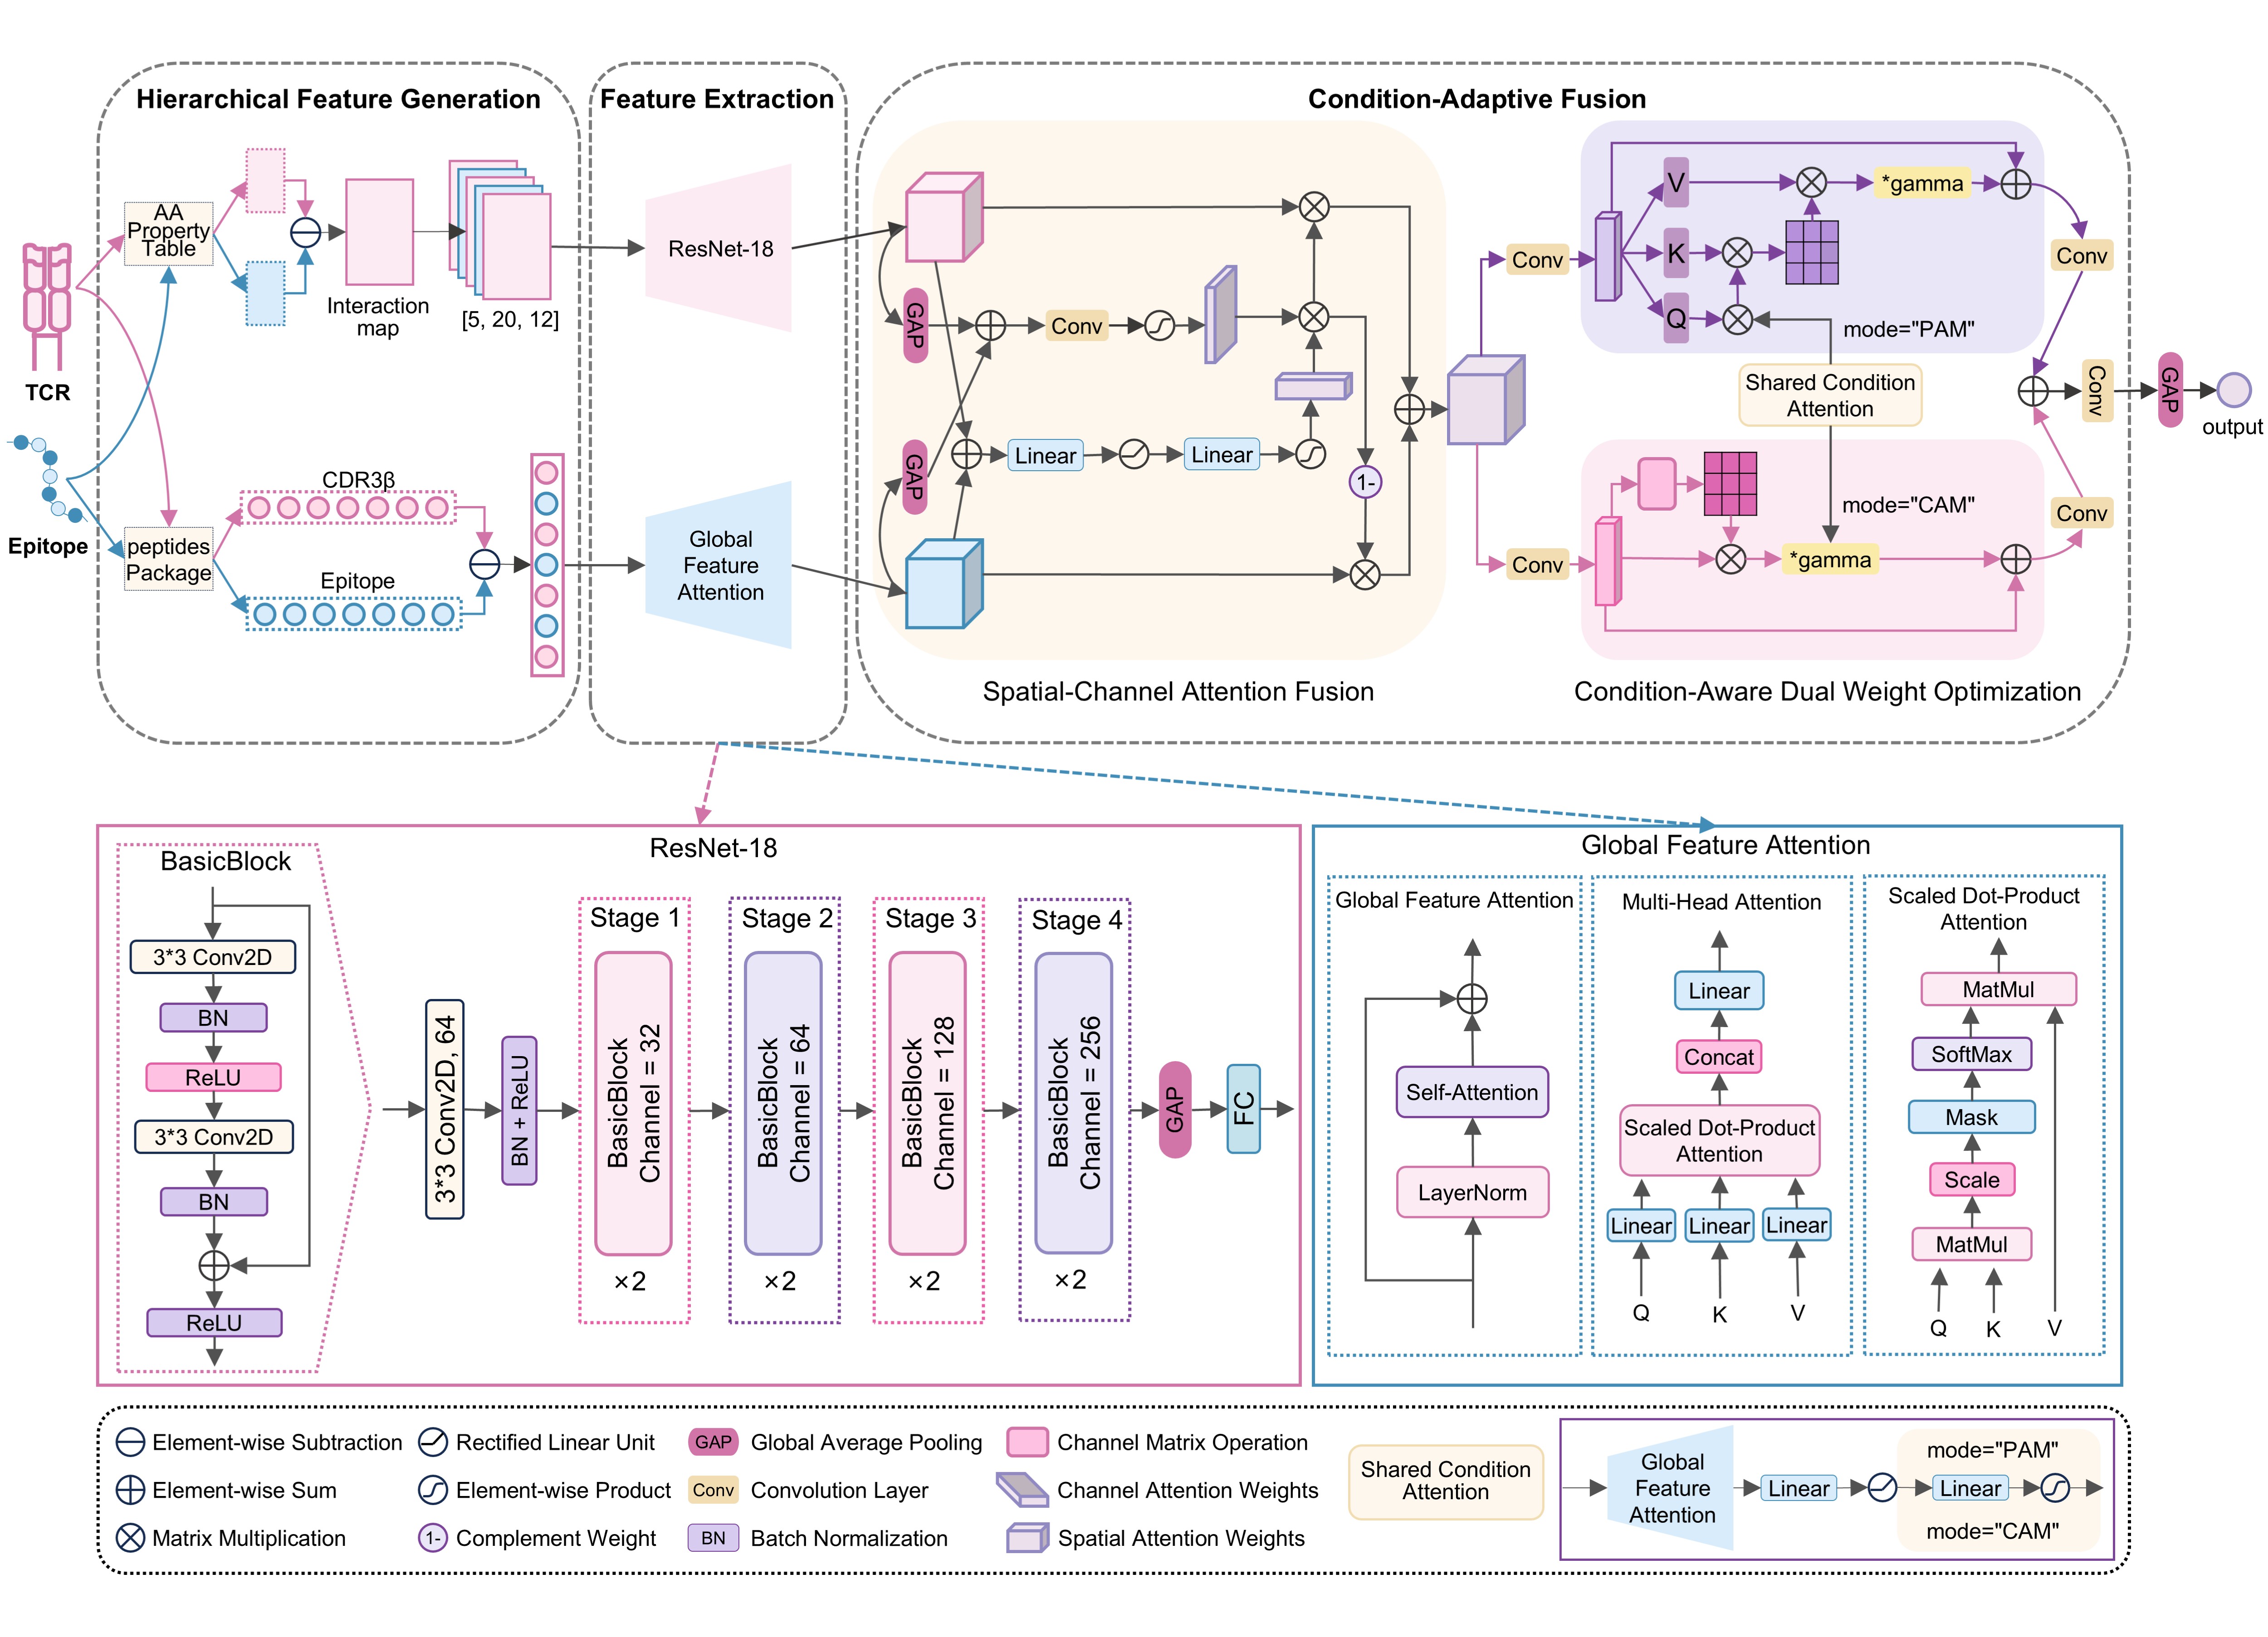 Hierarchical Feature Generation
Feature Extraction
Condition-Adaptive Fusion
AA
Property
Table
Interaction
map
[5, 20, 12]
TCR
Epitope
peptides
Package
CDR3β
Epitope
ResNet-18
Global
Feature
Attention
GAP
GAP
Conv
Linear
Linear
1-
Spatial-Channel Attention Fusion
Conv
Conv
V
K
Q
*gamma
mode="PAM"
Shared Condition
Attention
mode="CAM"
*gamma
Conv
Conv
Conv
GAP
output
Condition-Aware Dual Weight Optimization
ResNet-18
BasicBlock
3*3 Conv2D
BN
ReLU
3*3 Conv2D
BN
ReLU
3*3 Conv2D, 64
BN + ReLU
Stage 1
BasicBlock
Channel = 32
×2
Stage 2
BasicBlock
Channel = 64
×2
Stage 3
BasicBlock
Channel = 128
×2
Stage 4
BasicBlock
Channel = 256
×2
GAP
FC
Global Feature Attention
Global Feature Attention
Self-Attention
LayerNorm
Multi-Head Attention
Linear
Concat
Scaled Dot-Product
Attention
Linear
Linear
Linear
Q
K
V
Scaled Dot-Product
Attention
MatMul
SoftMax
Mask
Scale
MatMul
Q
K
V
Element-wise Subtraction
Element-wise Sum
Matrix Multiplication
Rectified Linear Unit
Element-wise Product
1-
Complement Weight
GAP
Global Average Pooling
Conv
Convolution Layer
BN
Batch Normalization
Channel Matrix Operation
Channel Attention Weights
Spatial Attention Weights
Shared Condition
Attention
Global
Feature
Attention
Linear
mode="PAM"
Linear
mode="CAM"